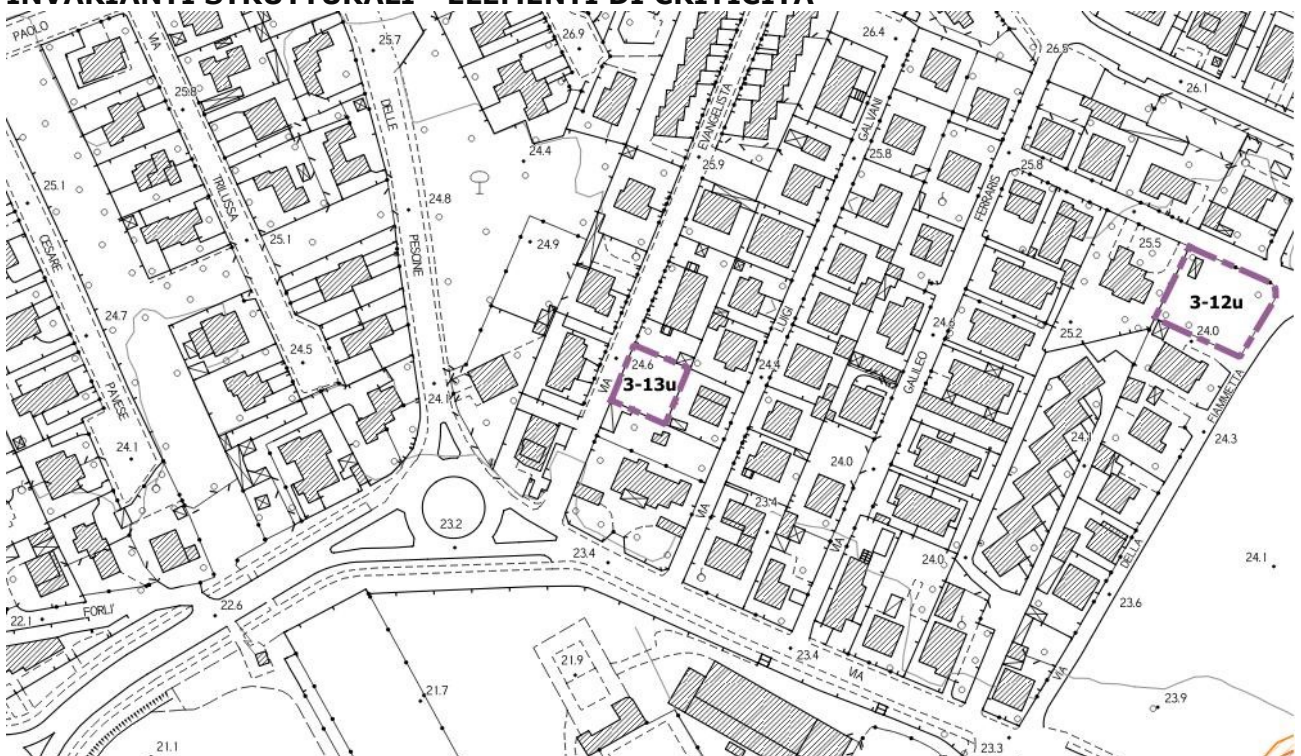 INVARIANTI STRUTTURALI - ELEMENTI DI CRITICITÀ
PAOLO
VIA
25.8
TRILUSSA
25.1
24.5
25.7
DELLE
24.8
PESCINE
24.1
25.1
CESARE
24.7
PAVESE
24.1
26.9
24.4
24.9
EVANGELISTA
25.9
VIA
24.6
3-13u
26.4
GALVANI
25.8
LUIGI
24.4
VIA
23.4
26.5
25.8
FERRARIS
24.6
GALILEO
24.0
VIA
26.1
25.5
25.2
3-12u
24.0
FIAMMETTA
24.3
24.1
DELLA
23.6
VIA
24.1
24.0
23.9
23.2
23.4
23.4
VIA
23.3
FORLI'
22.1
22.6
21.9
21.7
21.1